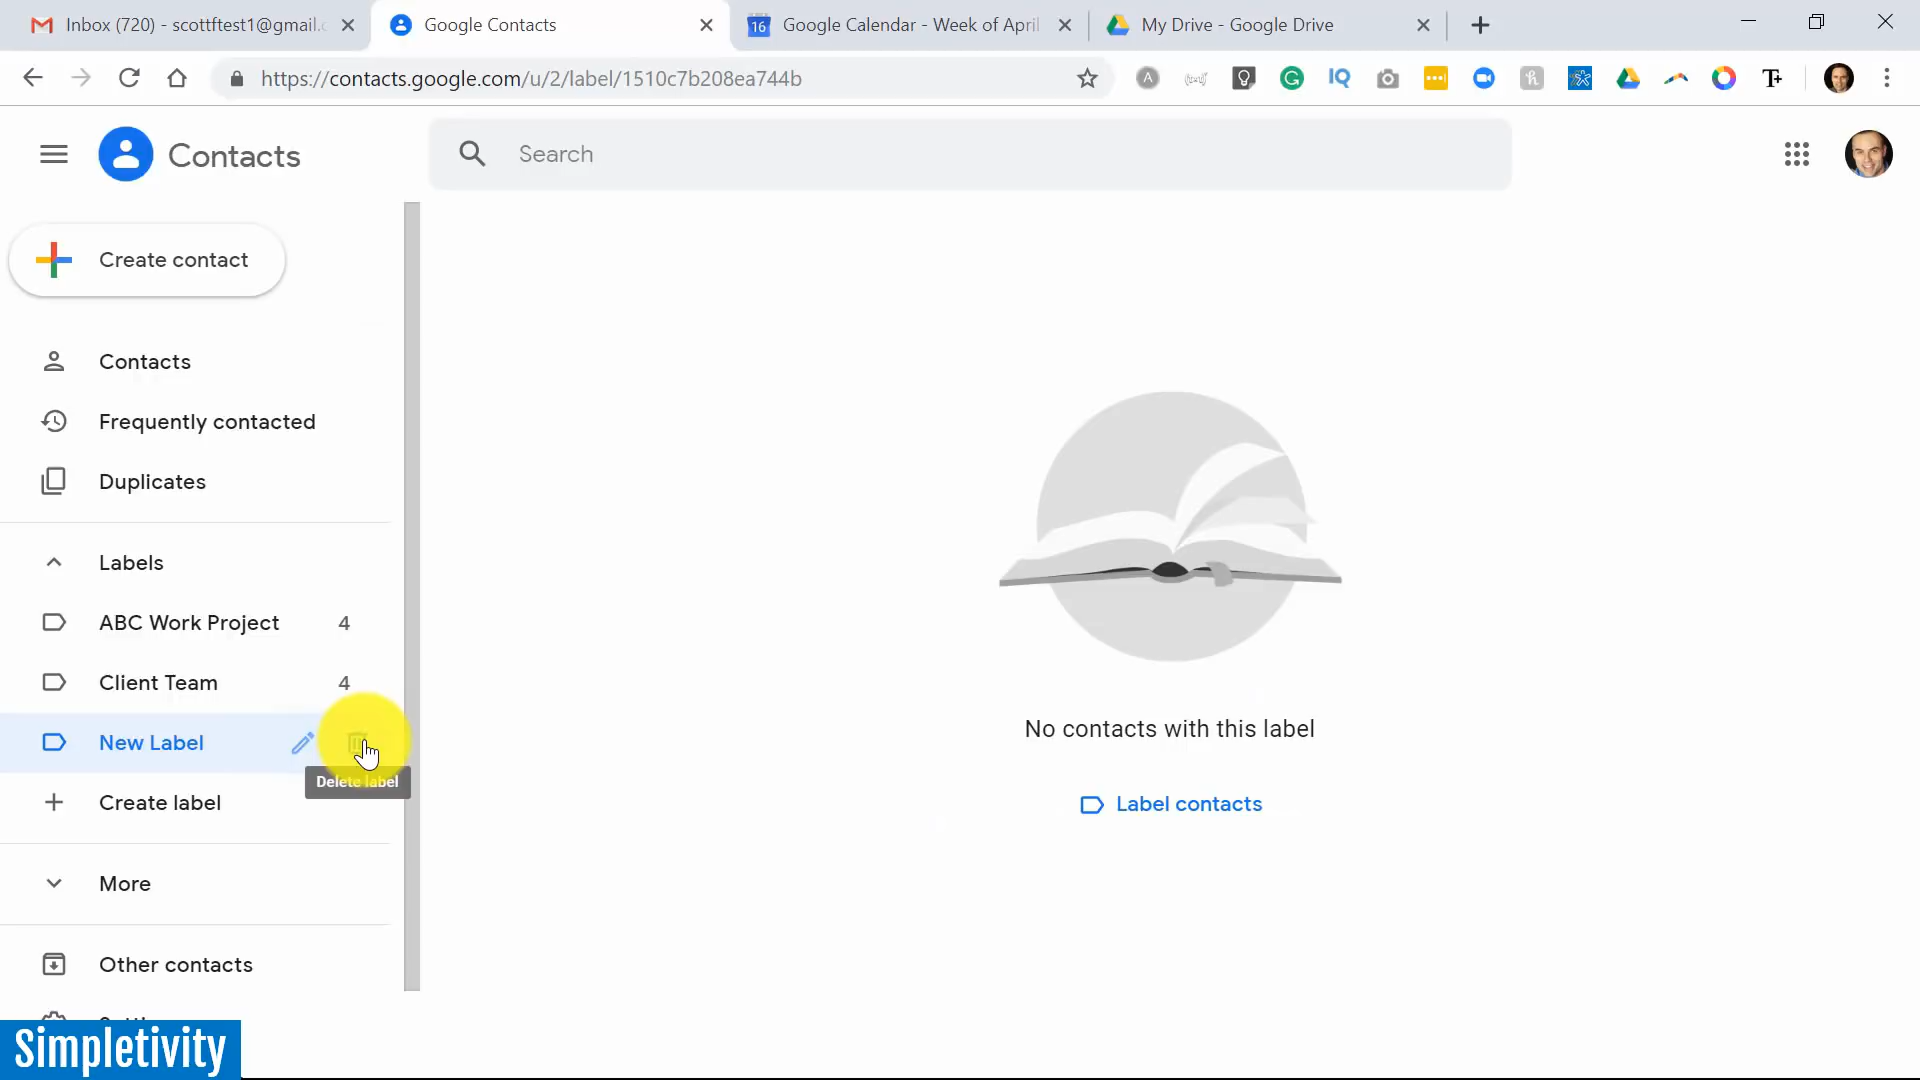 Inbox (720) - scottftest1@gmail.c
Google Contacts
16
Google Calendar - Week of April
My Drive - Google Drive
https://contacts.google.com/u/2/label/1510c7b208ea744b
Contacts
Search
Create contact
Contacts
Frequently contacted
Duplicates
Labels
ABC Work Project 4
Client Team 4
New Label
Delete label
Create label
More
Other contacts
No contacts with this label
Label contacts
Simpletivity